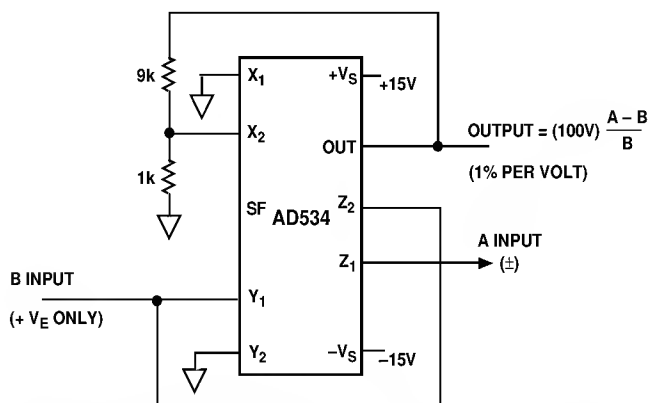 9k
1k
X1
X2
SF
AD534
Y1
Y2
+VS
+15V
OUT
Z2
Z1
−VS
−15V
OUTPUT = (100V) A – B / B
(1% PER VOLT)
A INPUT
(±)
B INPUT
(+ VE ONLY)